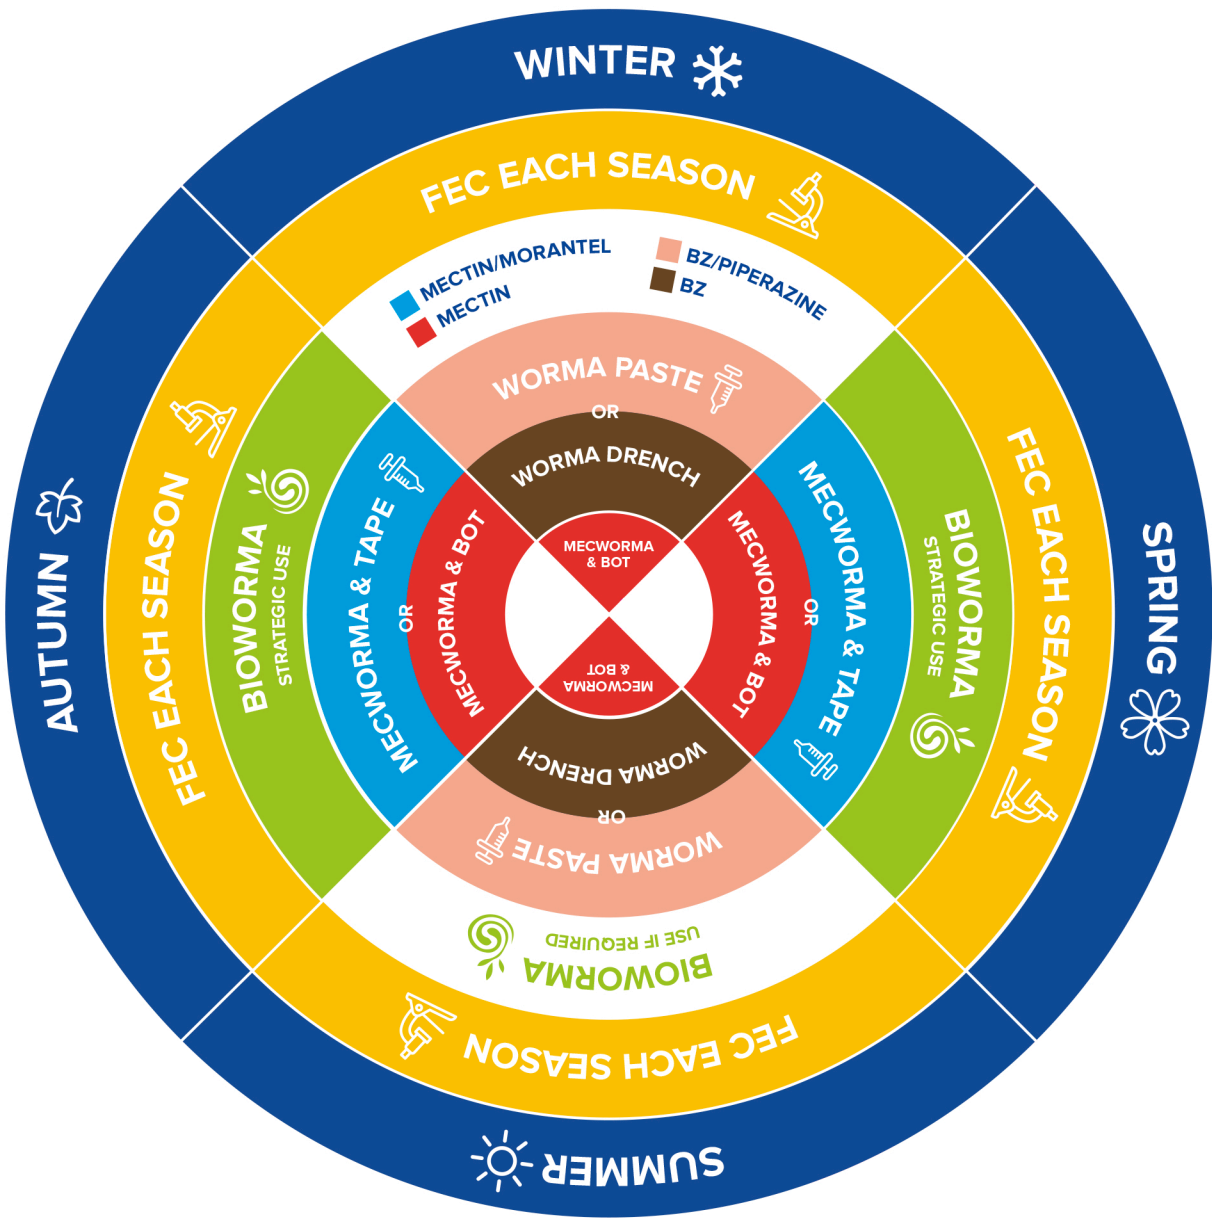 WINTER
FEC EACH SEASON
MECTIN/MORANTEL
MECTIN
BZ/PIPERAZINE
BZ
WORMA PASTE
OR
WORMA DRENCH
MECWORMA
& BOT
SPRING
FEC EACH SEASON
BIOWORMA
STRATEGIC USE
MECWORMA & TAPE
OR
MECWORMA & BOT
SUMMER
FEC EACH SEASON
BIOWORMA
USE IF REQUIRED
WORMA PASTE
OR
WORMA DRENCH
MECWORMA
& BOT
AUTUMN
FEC EACH SEASON
BIOWORMA
STRATEGIC USE
MECWORMA & TAPE
OR
MECWORMA & BOT